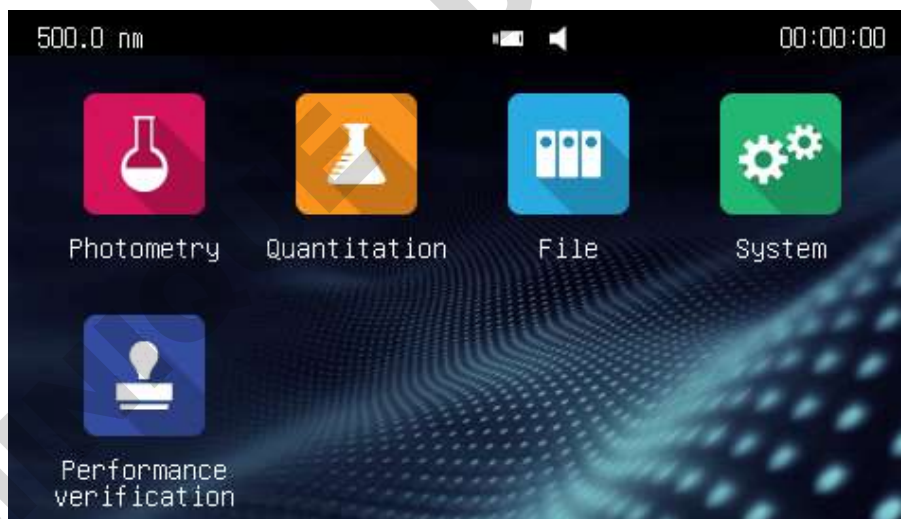 500.0 nm 00:00:00
Photometry Quantitation File System
Performance
verification